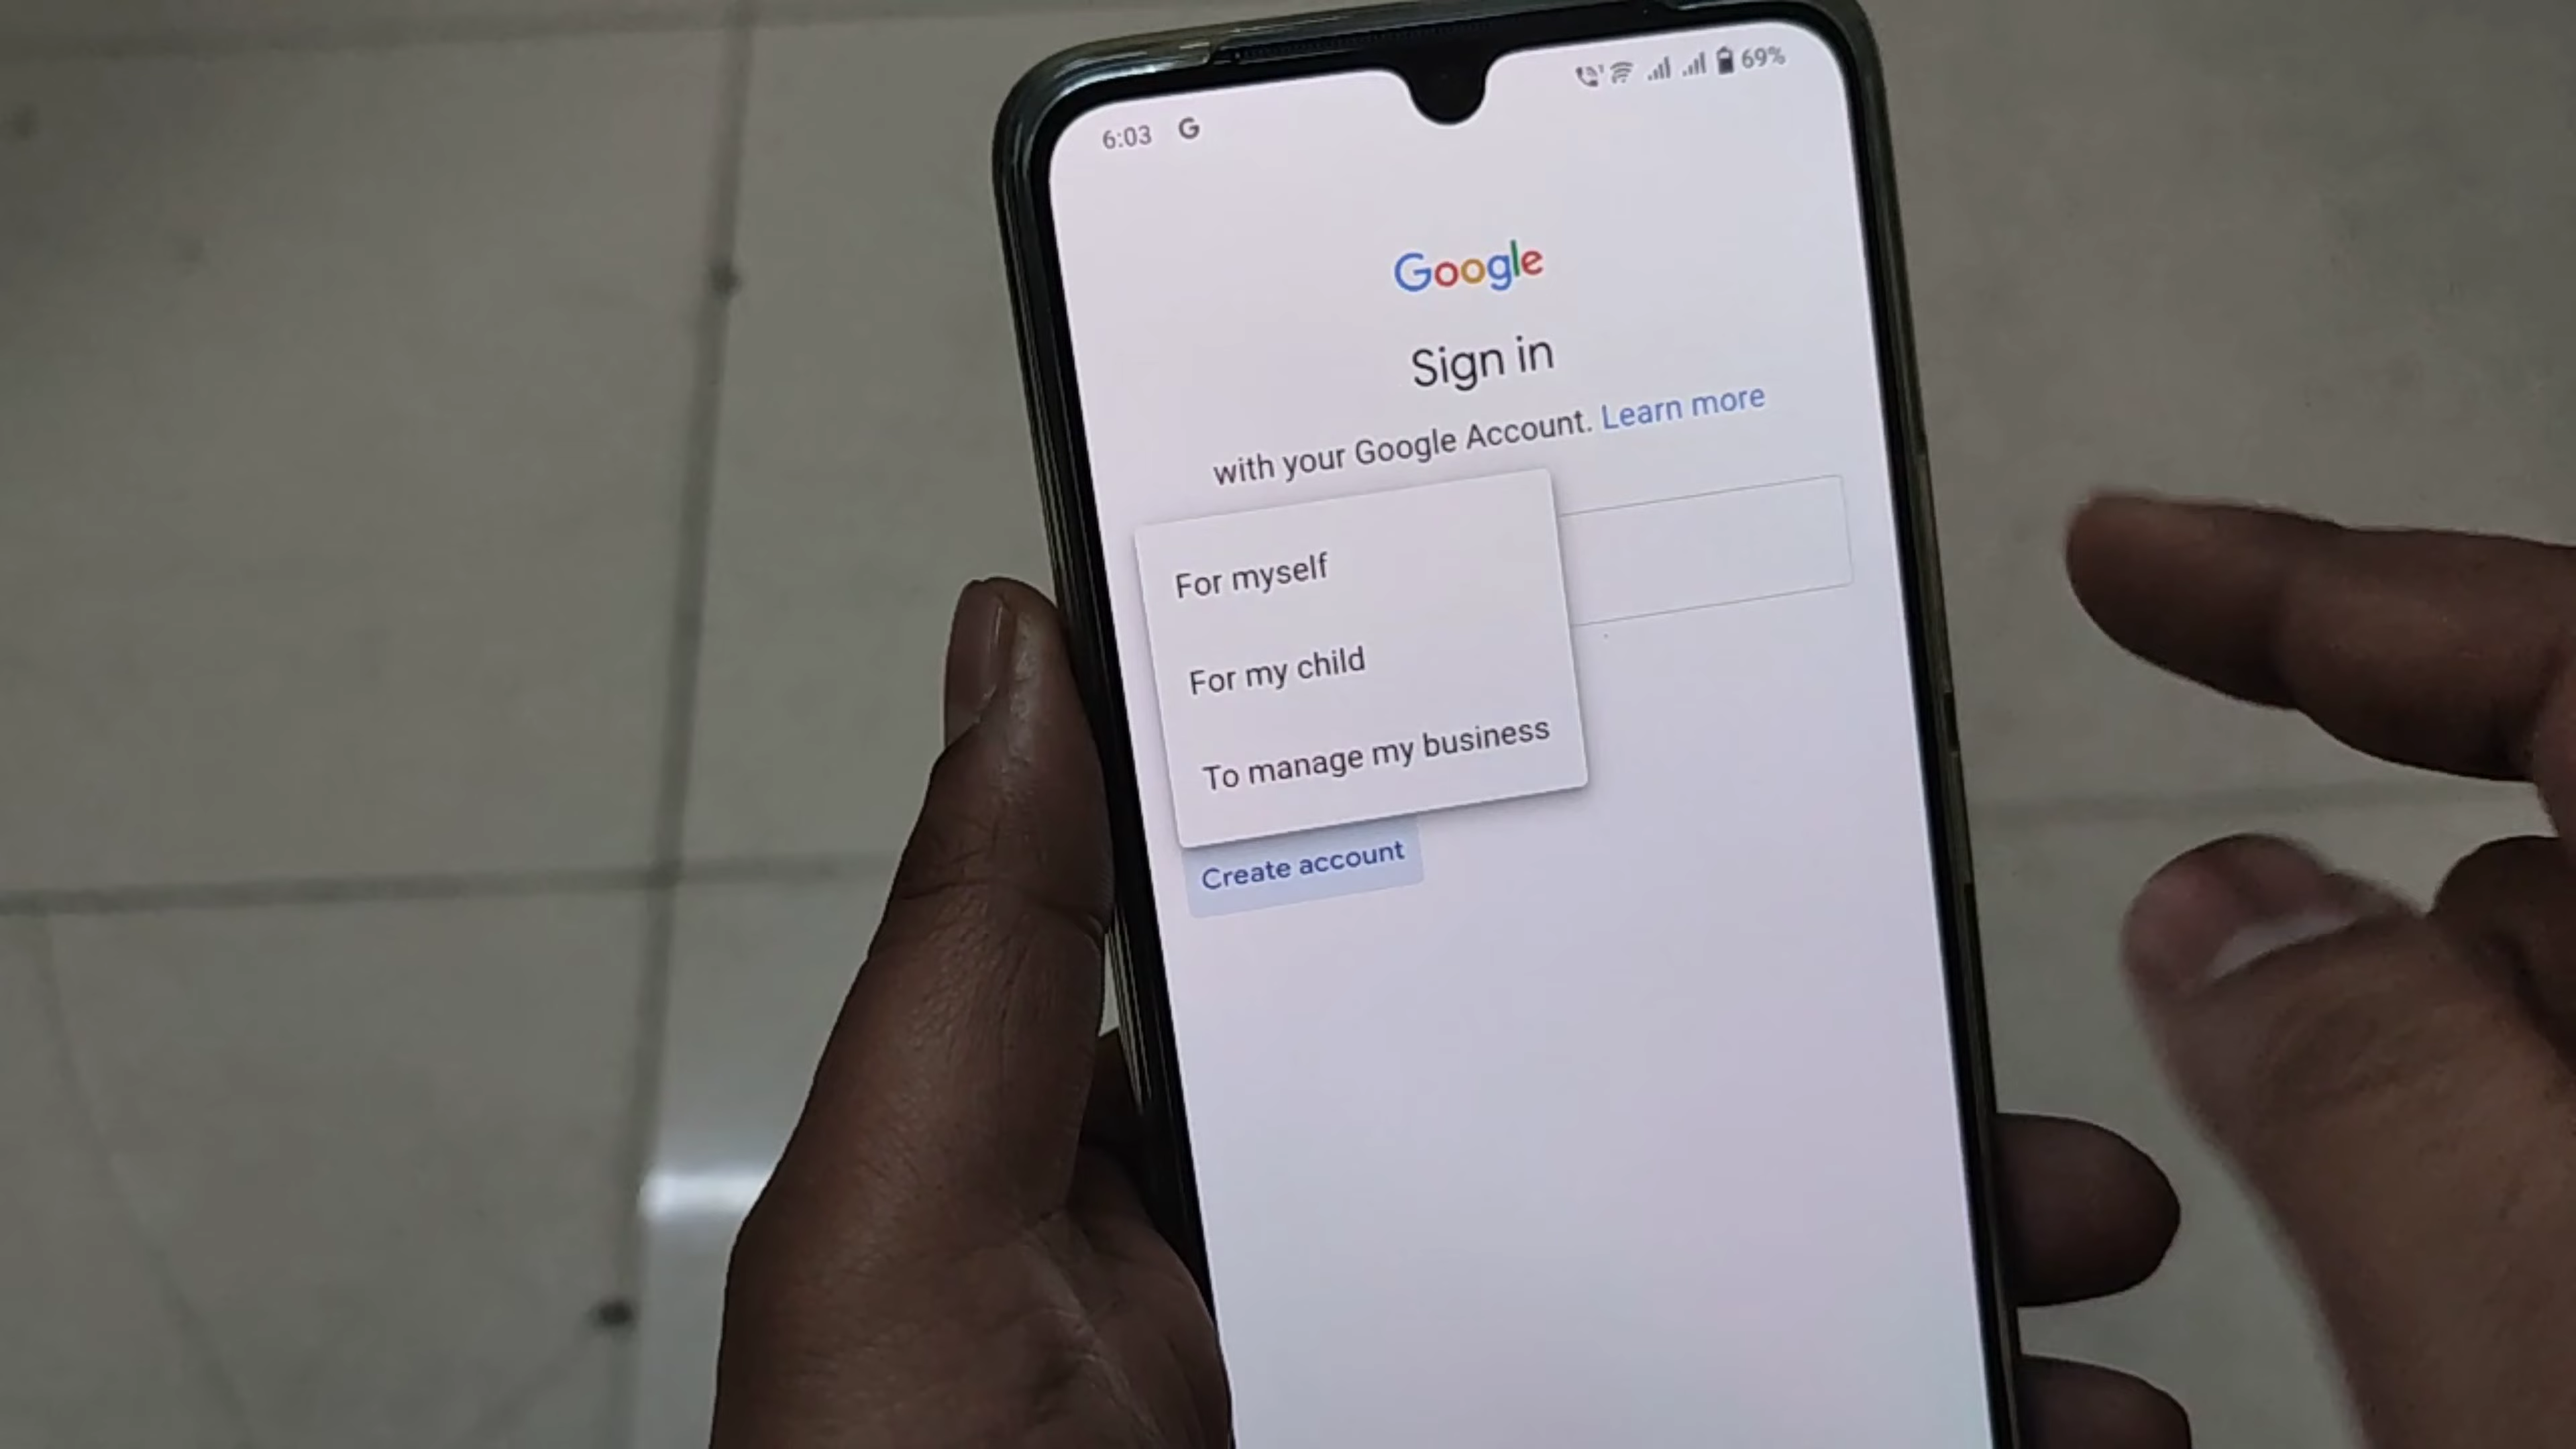 6:03 G 69%
Google
Sign in
with your Google Account. Learn more
For myself
For my child
To manage my business
Create account